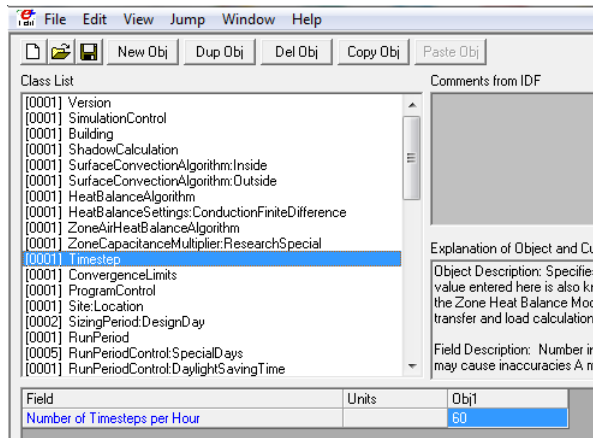 File Edit View Jump Window Help
New Obj Dup Obj Del Obj Copy Obj Paste Obj
Class List
[0001] Version
[0001] SimulationControl
[0001] Building
[0001] ShadowCalculation
[0001] SurfaceConvectionAlgorithm:Inside
[0001] SurfaceConvectionAlgorithm:Outside
[0001] HeatBalanceAlgorithm
[0001] HeatBalanceSettings:ConductionFiniteDifference
[0001] ZoneAirHeatBalanceAlgorithm
[0001] ZoneCapacitanceMultiplier:ResearchSpecial
[0001] Timestep
[0001] ConvergenceLimits
[0001] ProgramControl
[0001] Site:Location
[0002] SizingPeriod:DesignDay
[0001] RunPeriod
[0005] RunPeriodControl:SpecialDays
[0001] RunPeriodControl:DaylightSavingTime
Comments from IDF
Explanation of Object and Cu
Object Description: Specifies
value entered here is also k
the Zone Heat Balance Mod
transfer and load calculation
Field Description: Number in
may cause inaccuracies A m
Field Units Obj1
Number of Timesteps per Hour 60